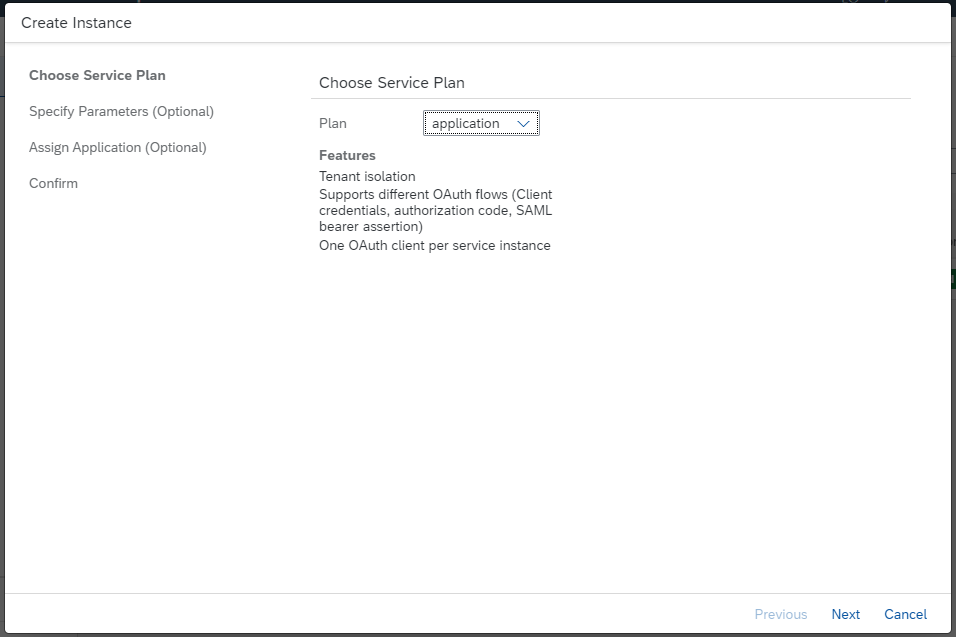 Create Instance
Choose Service Plan
Specify Parameters (Optional)
Assign Application (Optional)
Confirm
Choose Service Plan
Plan
application
Features
Tenant isolation
Supports different OAuth flows (Client
credentials, authorization code, SAML
bearer assertion)
One OAuth client per service instance
Previous
Next
Cancel